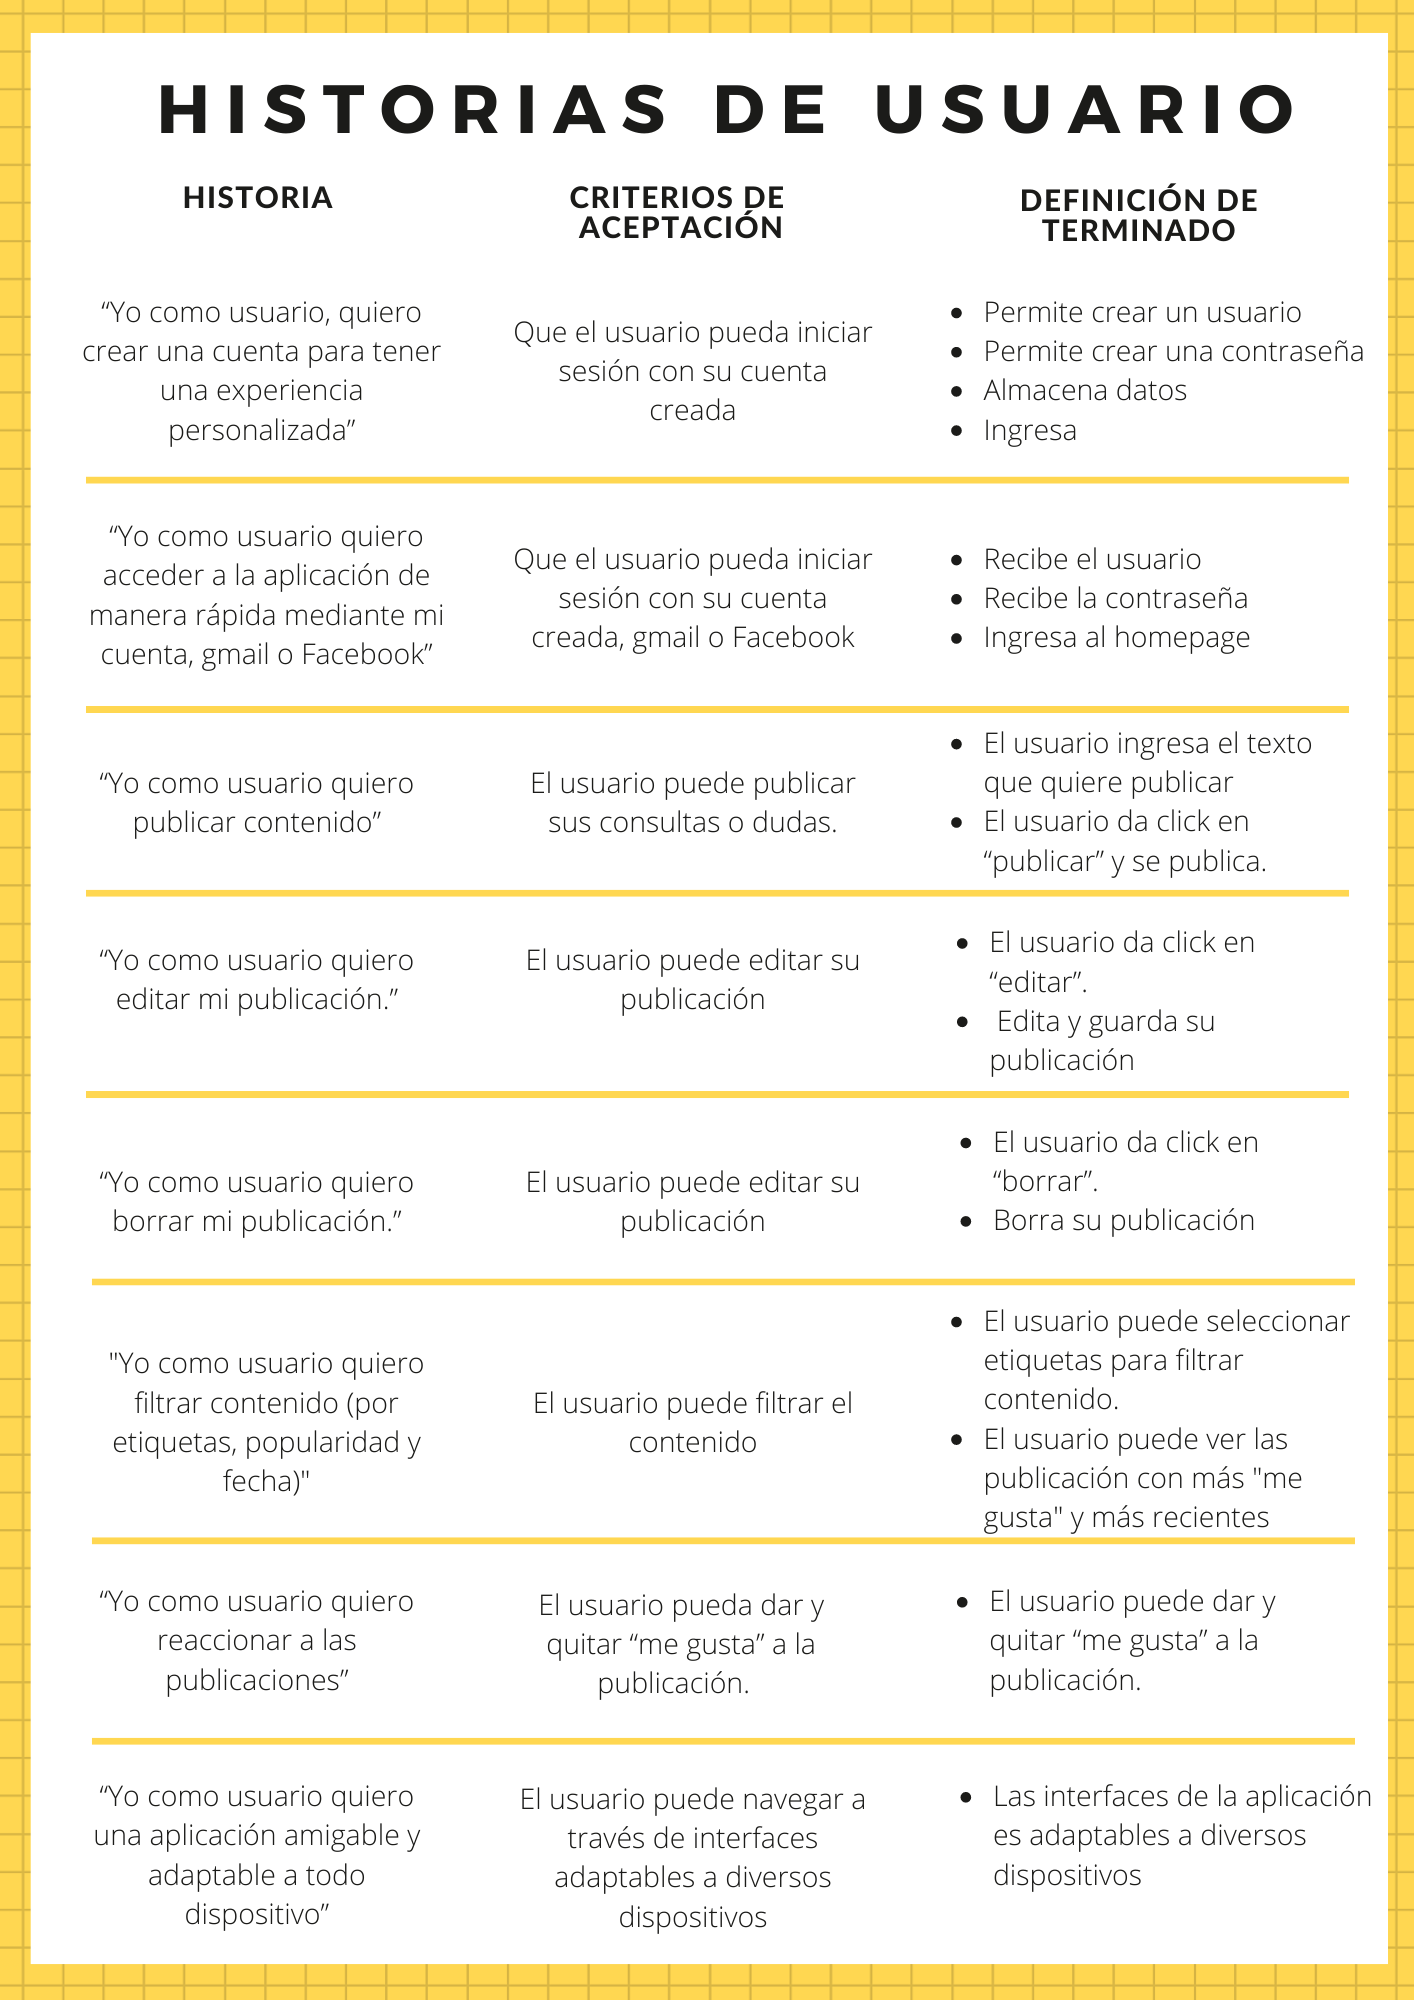 HISTORIAS DE USUARIO
HISTORIA
CRITERIOS DE
ACEPTACIÓN
DEFINICIÓN DE
TERMINADO
“Yo como usuario, quiero
crear una cuenta para tener
una experiencia
personalizada”
Que el usuario pueda iniciar
sesión con su cuenta
creada
• Permite crear un usuario
• Permite crear una contraseña
• Almacena datos
• Ingresa
“Yo como usuario quiero
acceder a la aplicación de
manera rápida mediante mi
cuenta, gmail o Facebook”
Que el usuario pueda iniciar
sesión con su cuenta
creada, gmail o Facebook
• Recibe el usuario
• Recibe la contraseña
• Ingresa al homepage
“Yo como usuario quiero
publicar contenido”
El usuario puede publicar
sus consultas o dudas.
• El usuario ingresa el texto
que quiere publicar
• El usuario da click en
“publicar” y se publica.
“Yo como usuario quiero
editar mi publicación.”
El usuario puede editar su
publicación
• El usuario da click en
“editar”.
• Edita y guarda su
publicación
“Yo como usuario quiero
borrar mi publicación.”
El usuario puede editar su
publicación
• El usuario da click en
“borrar”.
• Borra su publicación
"Yo como usuario quiero
filtrar contenido (por
etiquetas, popularidad y
fecha)"
El usuario puede filtrar el
contenido
• El usuario puede seleccionar
etiquetas para filtrar
contenido.
• El usuario puede ver las
publicación con más "me
gusta" y más recientes
“Yo como usuario quiero
reaccionar a las
publicaciones”
El usuario pueda dar y
quitar “me gusta” a la
publicación.
• El usuario puede dar y
quitar “me gusta” a la
publicación.
“Yo como usuario quiero
una aplicación amigable y
adaptable a todo
dispositivo”
El usuario puede navegar a
través de interfaces
adaptables a diversos
dispositivos
• Las interfaces de la aplicación
es adaptables a diversos
dispositivos